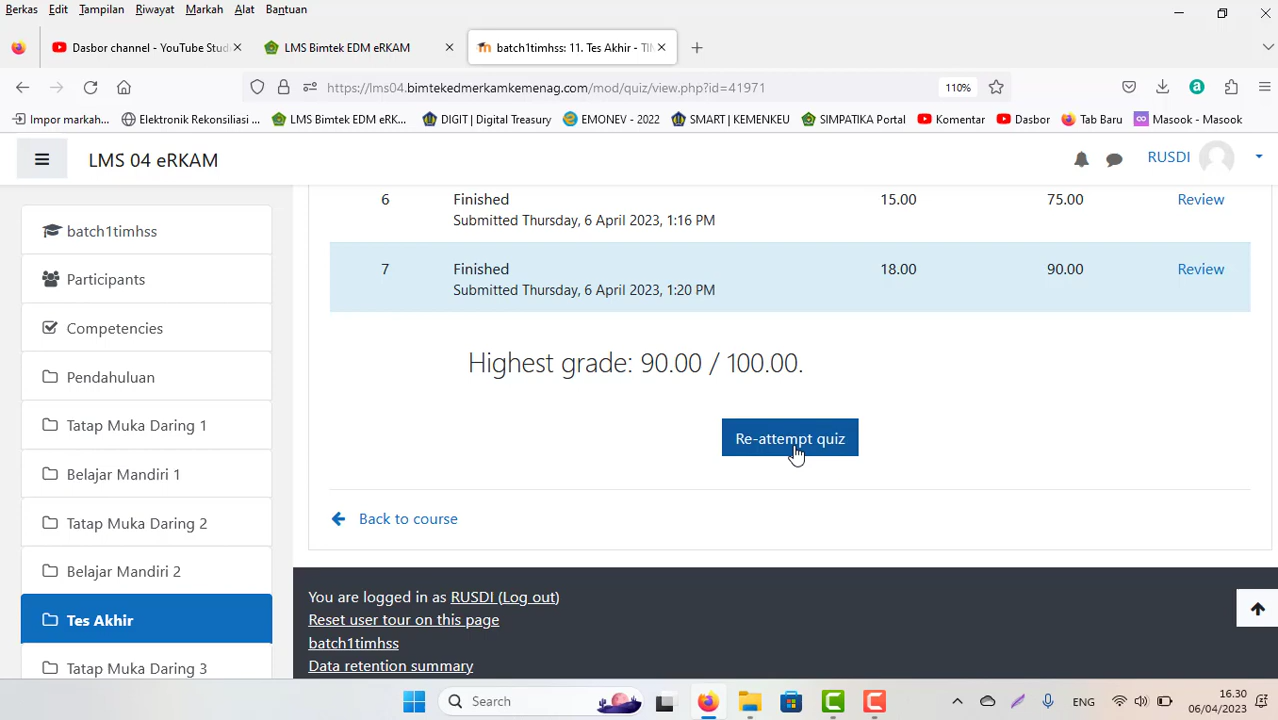 Berkas Edit Tampilan Riwayat Markah Alat Bantuan
Dasbor channel - YouTube Stud
LMS Bimtek EDM eRKAM
batch1timhss: 11. Tes Akhir - TI
https://lms04.bimtekedmerkamkemenag.com/mod/quiz/view.php?id=41971
110%
Impor markah...
Elektronik Rekonsiliasi ...
LMS Bimtek EDM eRK...
DIGIT | Digital Treasury
EMONEV - 2022
SMART | KEMENKEU
SIMPATIKA Portal
Komentar
Dasbor
Tab Baru
Masook - Masook
LMS 04 eRKAM
RUSDI
batch1timhss
Participants
Competencies
Pendahuluan
Tatap Muka Daring 1
Belajar Mandiri 1
Tatap Muka Daring 2
Belajar Mandiri 2
Tes Akhir
Tatap Muka Daring 3
6 Finished 15.00 75.00 Review
Submitted Thursday, 6 April 2023, 1:16 PM
7 Finished 18.00 90.00 Review
Submitted Thursday, 6 April 2023, 1:20 PM
Highest grade: 90.00 / 100.00.
Re-attempt quiz
Back to course
You are logged in as RUSDI (Log out)
Reset user tour on this page
batch1timhss
Data retention summary
Search
ENG
16.30
06/04/2023